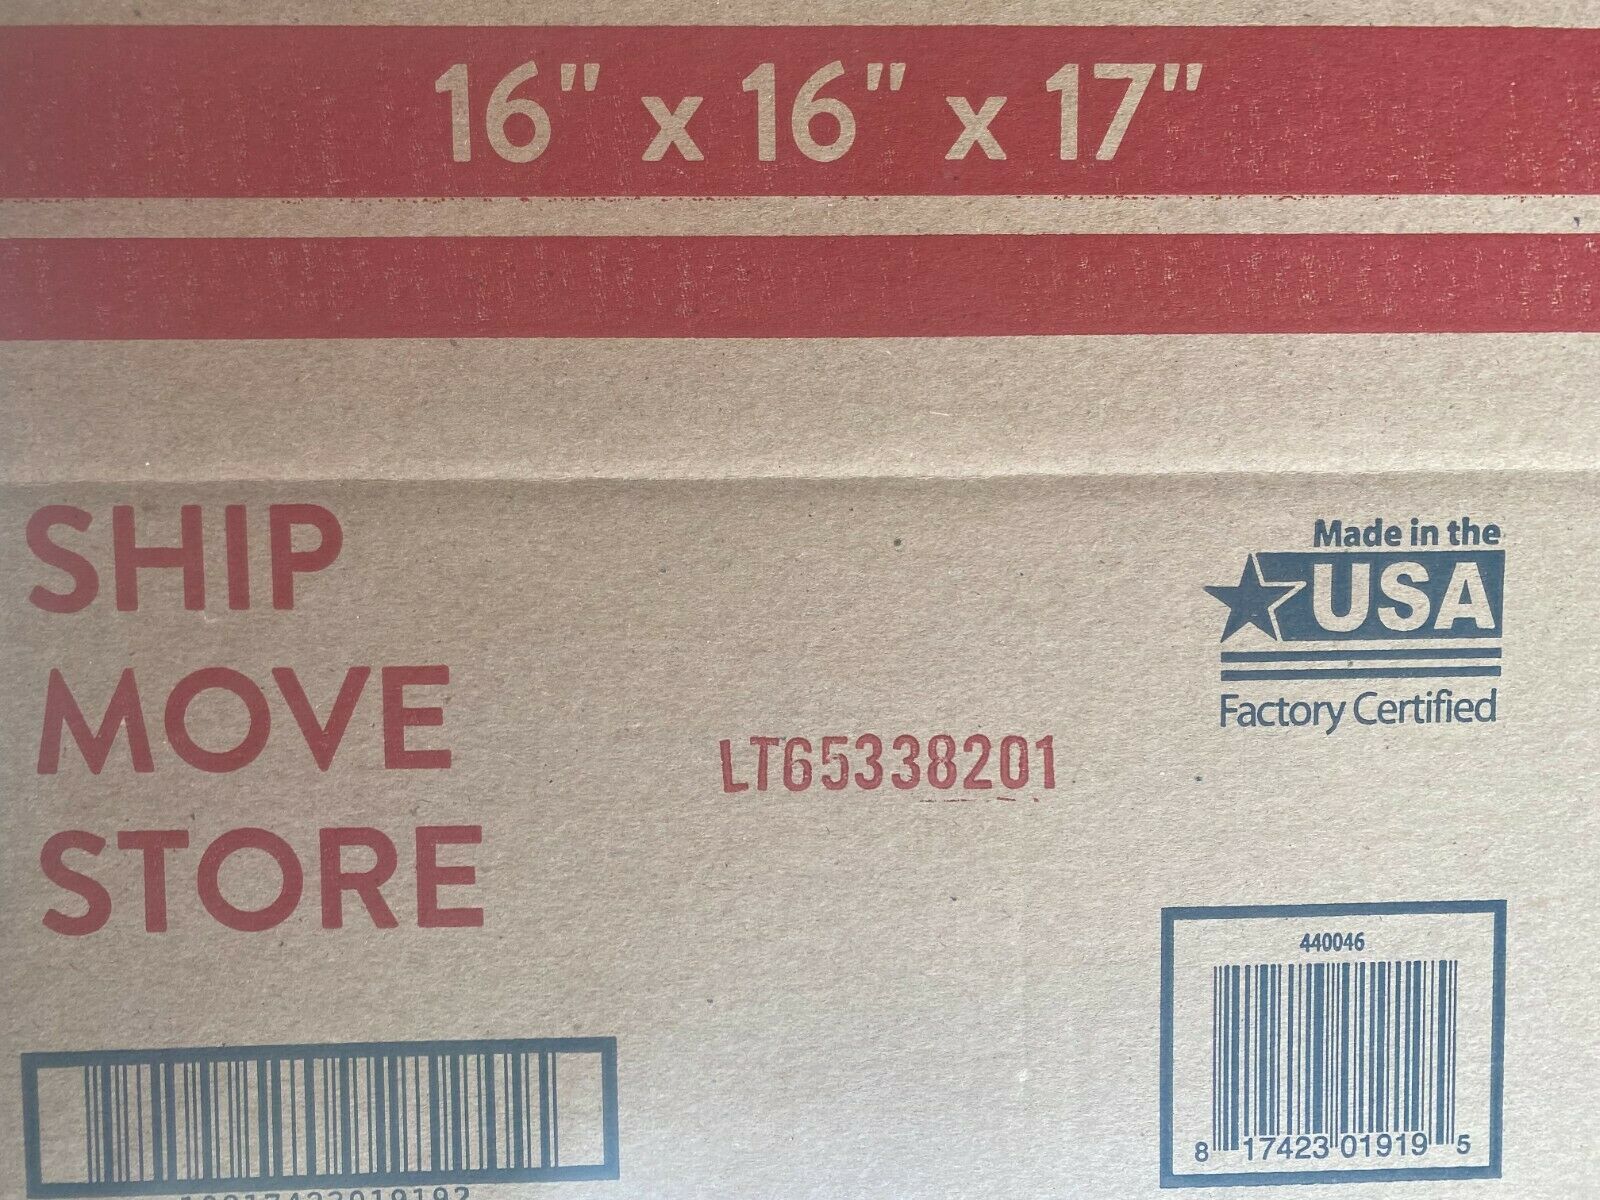 16" x 16" x 17"
SHIP
MOVE
STORE
Made in the
USA
Factory Certified
LT65338201
440046
8 17423 01919 5